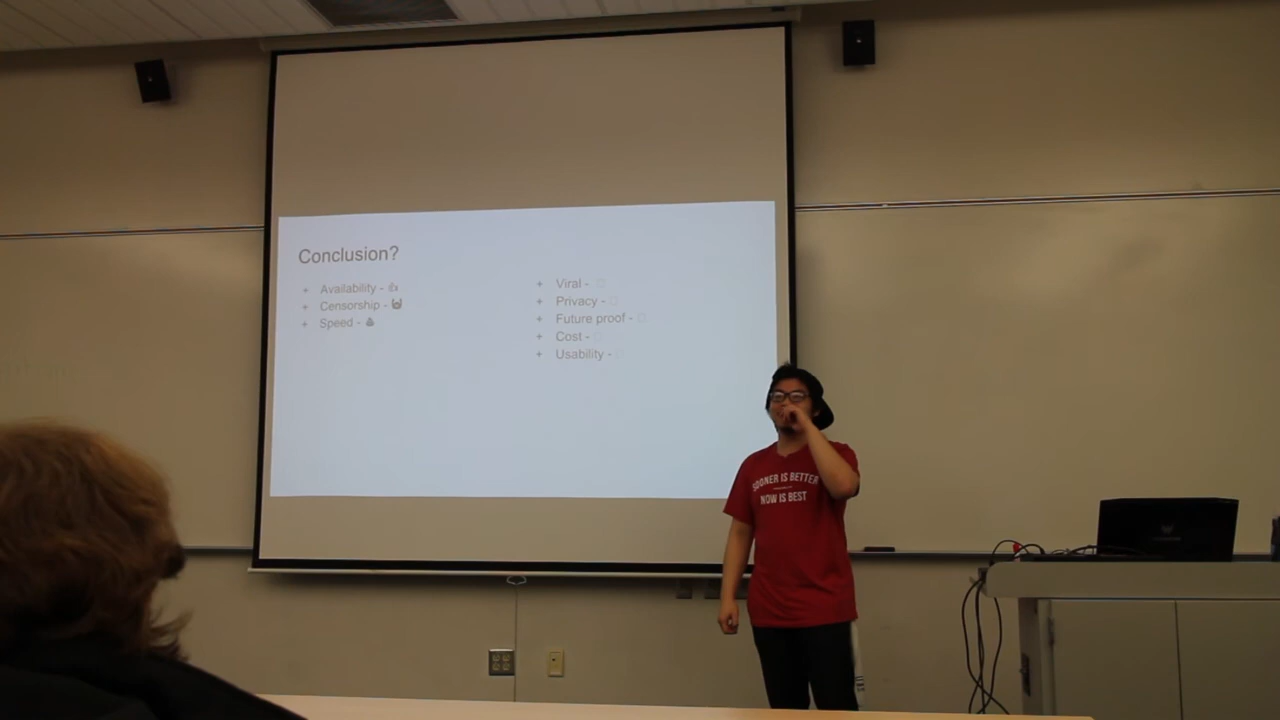 Conclusion?
+ Availability - 👍
+ Censorship -
+ Speed - 💩
+ Viral -
+ Privacy -
+ Future proof -
+ Cost -
+ Usability -
SOONER IS BETTER
NOW IS BEST